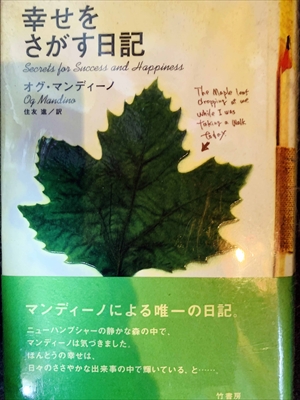 幸せを
さがす日記
Secrets for Success and Happiness
オグ・マンディーノ
Og Mandino
住友 進／訳
The Maple leaf
dropping at me
while I was
taking a walk
today.
マンディーノによる唯一の日記。
ニューハンプシャーの静かな森の中で、
マンディーノは気づきました。
ほんとうの幸せは、
日々のささやかな出来事の中で輝いている、と……。
竹書房